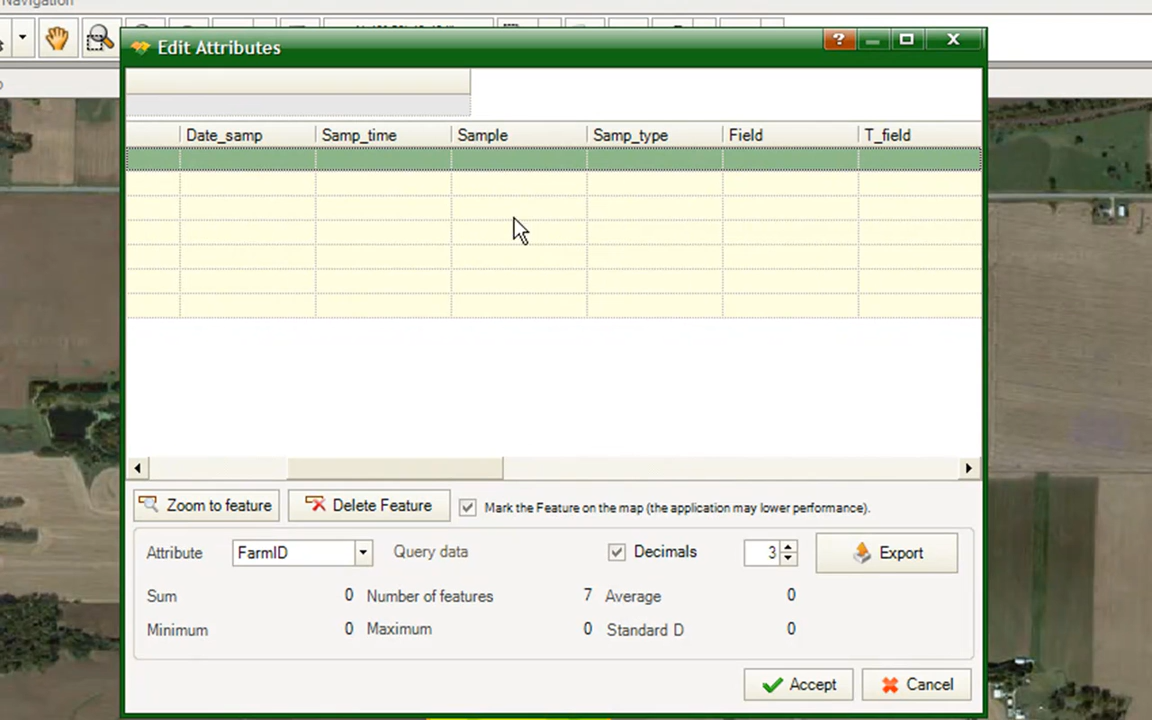 Navigation
Edit Attributes
?
Date_samp Samp_time Sample Samp_type Field T_field
Zoom to feature Delete Feature Mark the Feature on the map (the application may lower performance).
Attribute FarmID Query data Decimals 3 Export
Sum 0 Number of features 7 Average 0
Minimum 0 Maximum 0 Standard D 0
Accept Cancel